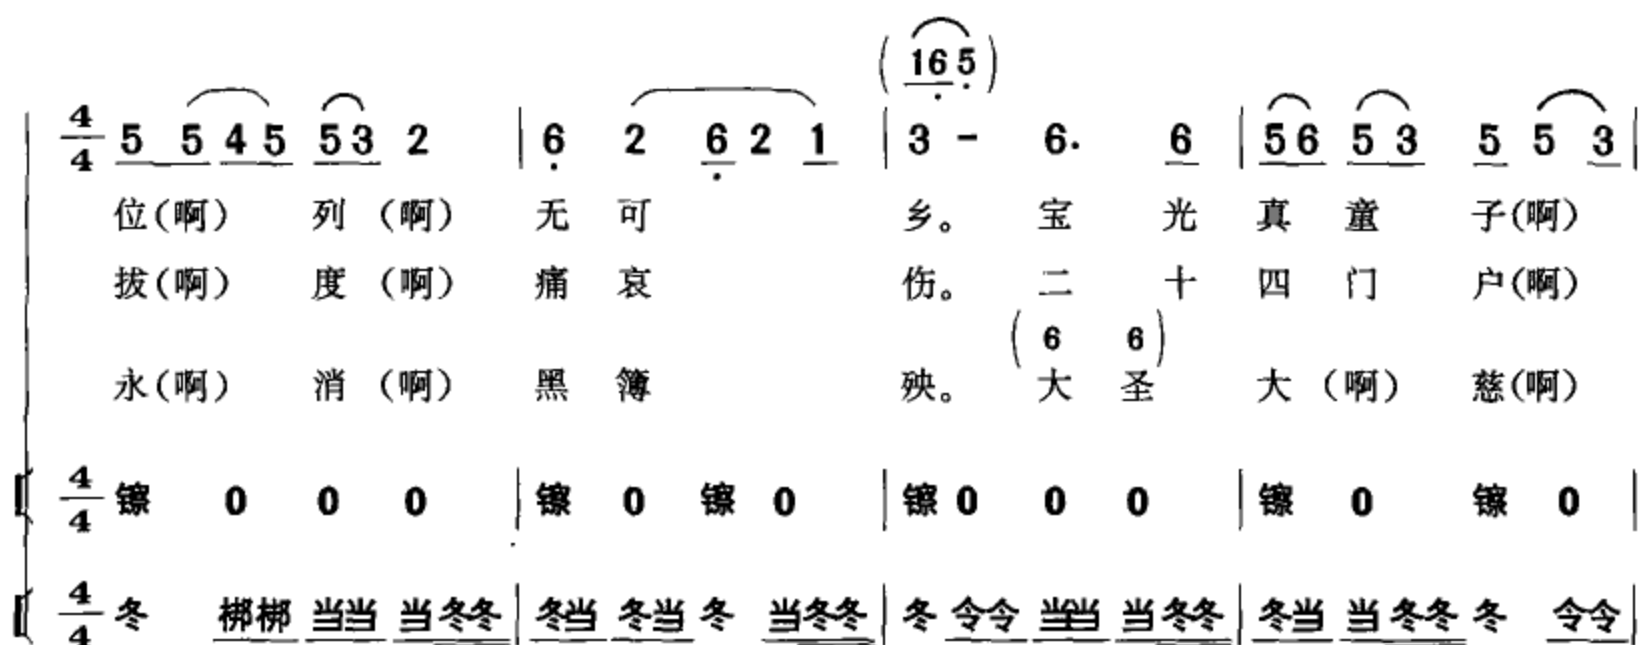 (165)
4/4 5 5 4 5 5 3 2 | 6 2 6 2 1 | 3 - 6. 6 | 5 6 5 3 5 5 3 |
位(啊) 列 (啊) 无 可 乡。 宝 光 真 童 子(啊)
拔(啊) 度 (啊) 痛 哀 伤。 二 十 四 门 户(啊)
(6 6)
永(啊) 消 (啊) 黑 簿 殃。 大 圣 大 (啊) 慈(啊)
4/4 镲 0 0 0 | 镲 0 镲 0 | 镲 0 0 0 | 镲 0 镲 0 |
4/4 冬 梆梆 当当 当冬冬 | 冬当 冬当 冬 当冬冬 | 冬 令令 当当 当冬冬 | 冬当 当冬冬 冬 令令 |